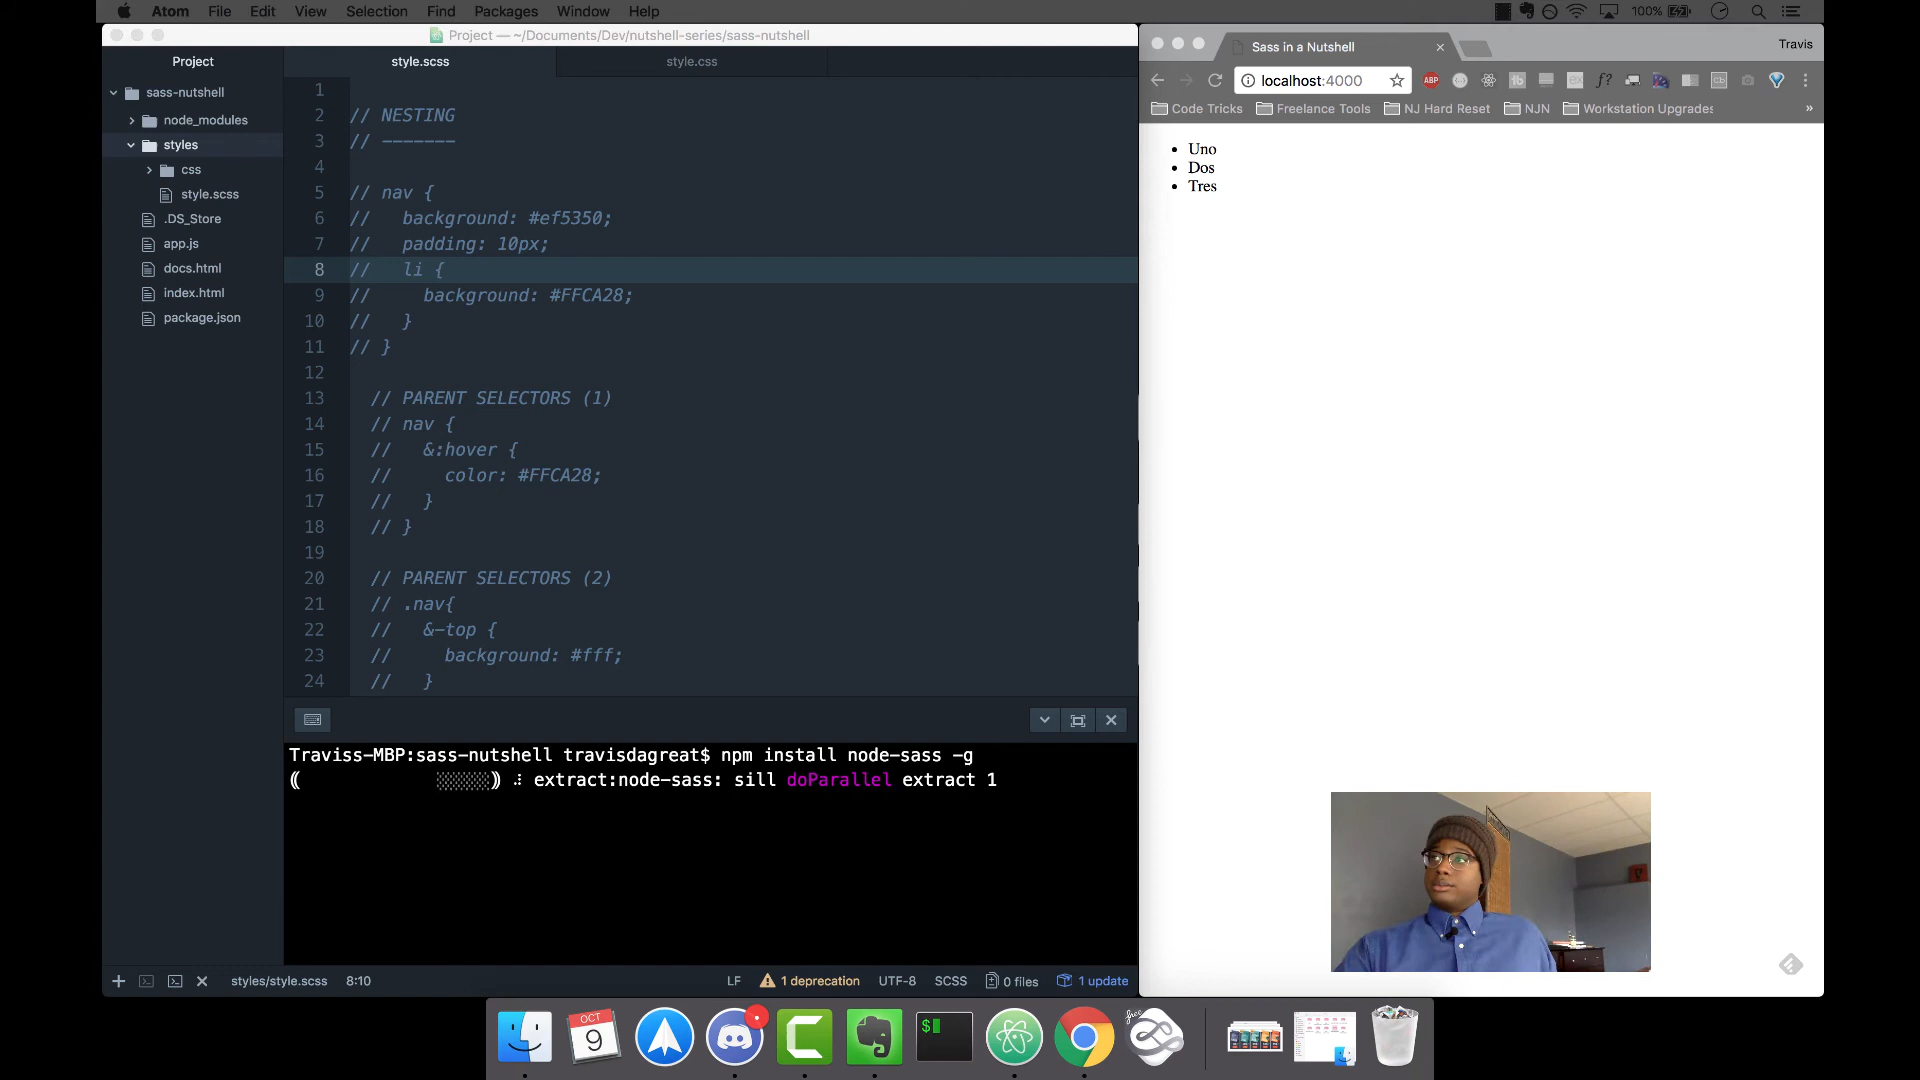 Atom File Edit View Selection Find Packages Window Help
100%
Project — ~/Documents/Dev/nutshell-series/sass-nutshell
Project
sass-nutshell
node_modules
styles
css
style.scss
.DS_Store
app.js
docs.html
index.html
package.json
style.scss
style.css
1
2 // NESTING
3 // -------
4
5 // nav {
6 //   background: #ef5350;
7 //   padding: 10px;
8 //   li {
9 //     background: #FFCA28;
10 //   }
11 // }
12
13   // PARENT SELECTORS (1)
14   // nav {
15   //   &:hover {
16   //     color: #FFCA28;
17   //   }
18   // }
19
20   // PARENT SELECTORS (2)
21   // .nav{
22   //   &-top {
23   //     background: #fff;
24   //   }
Traviss-MBP:sass-nutshell travisdagreat$ npm install node-sass -g
(( ░░░░░)) ⠼ extract:node-sass: sill doParallel extract 1
styles/style.scss 8:10
LF 1 deprecation UTF-8 SCSS 0 files 1 update
Sass in a Nutshell
Travis
localhost:4000
ABP
ex
f?
Code Tricks Freelance Tools NJ Hard Reset NJN Workstation Upgrades »
Uno
Dos
Tres
OCT
9
$
free